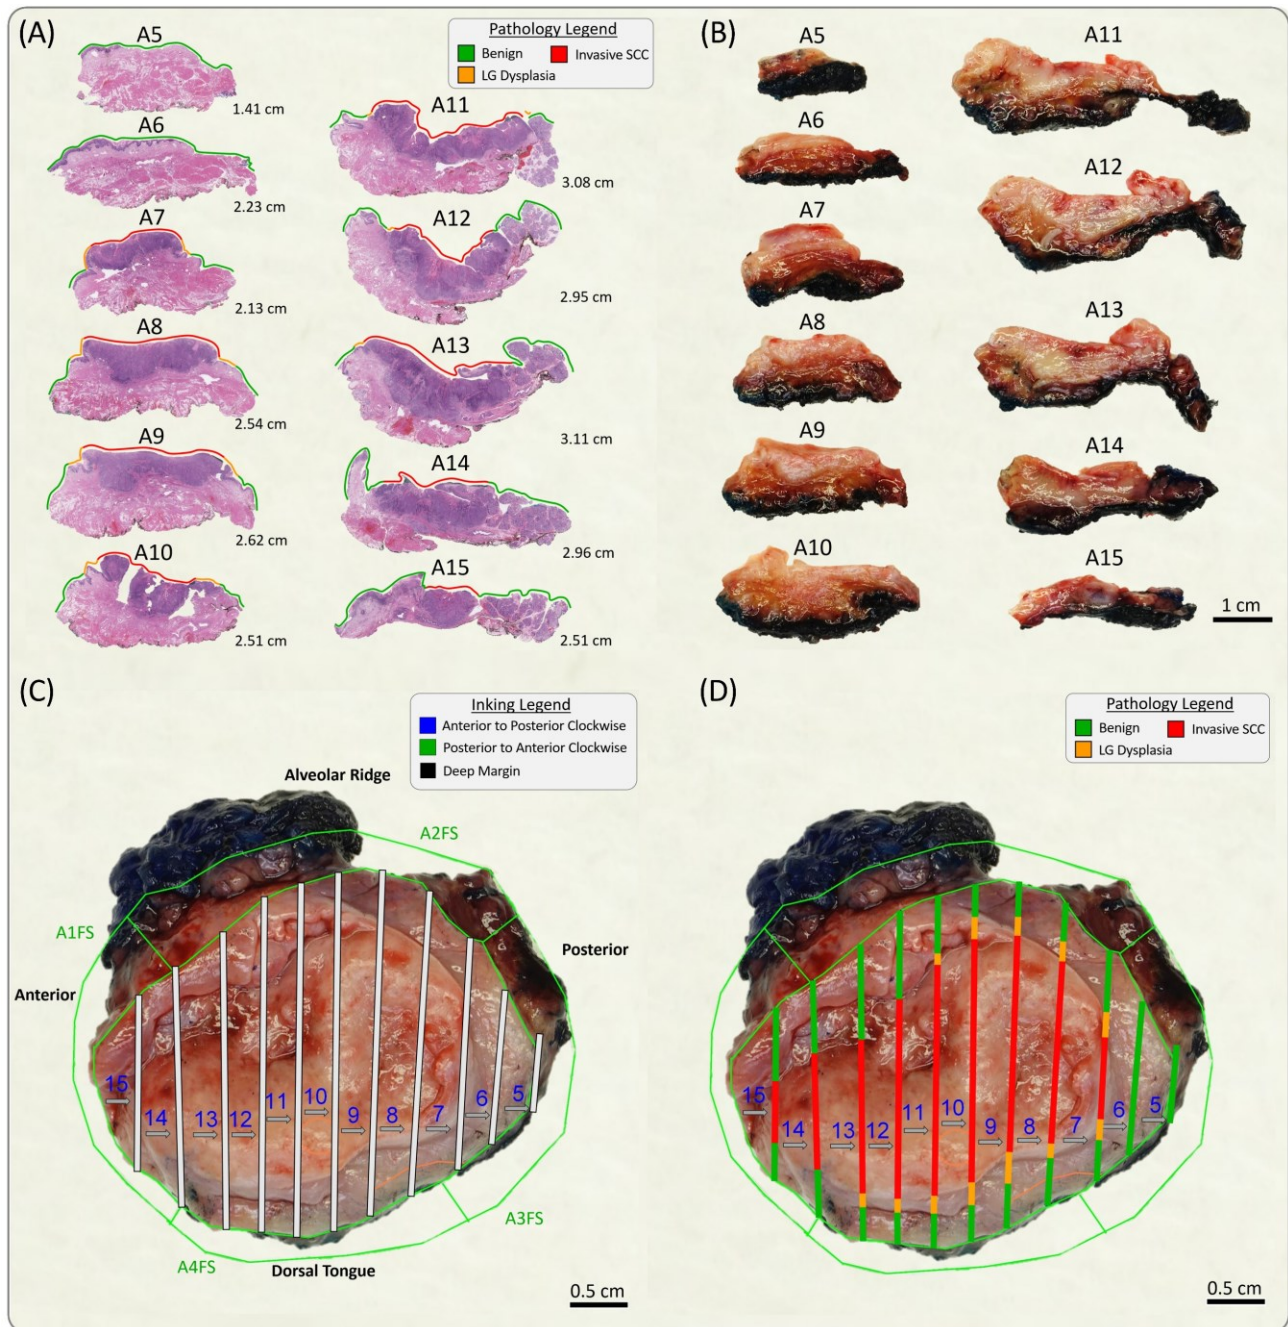 (A)
Pathology Legend
Benign
Invasive SCC
LG Dysplasia
A5
1.41 cm
A6
2.23 cm
A7
2.13 cm
A8
2.54 cm
A9
2.62 cm
A10
2.51 cm
A11
3.08 cm
A12
2.95 cm
A13
3.11 cm
A14
2.96 cm
A15
2.51 cm
(B)
A5
A6
A7
A8
A9
A10
A11
A12
A13
A14
A15
1 cm
(C)
Inking Legend
Anterior to Posterior Clockwise
Posterior to Anterior Clockwise
Deep Margin
Alveolar Ridge
A2FS
A1FS
Posterior
Anterior
15
14
13
12
11
10
9
8
7
6
5
A3FS
A4FS
Dorsal Tongue
0.5 cm
(D)
Pathology Legend
Benign
Invasive SCC
LG Dysplasia
15
14
13
12
11
10
9
8
7
6
5
0.5 cm